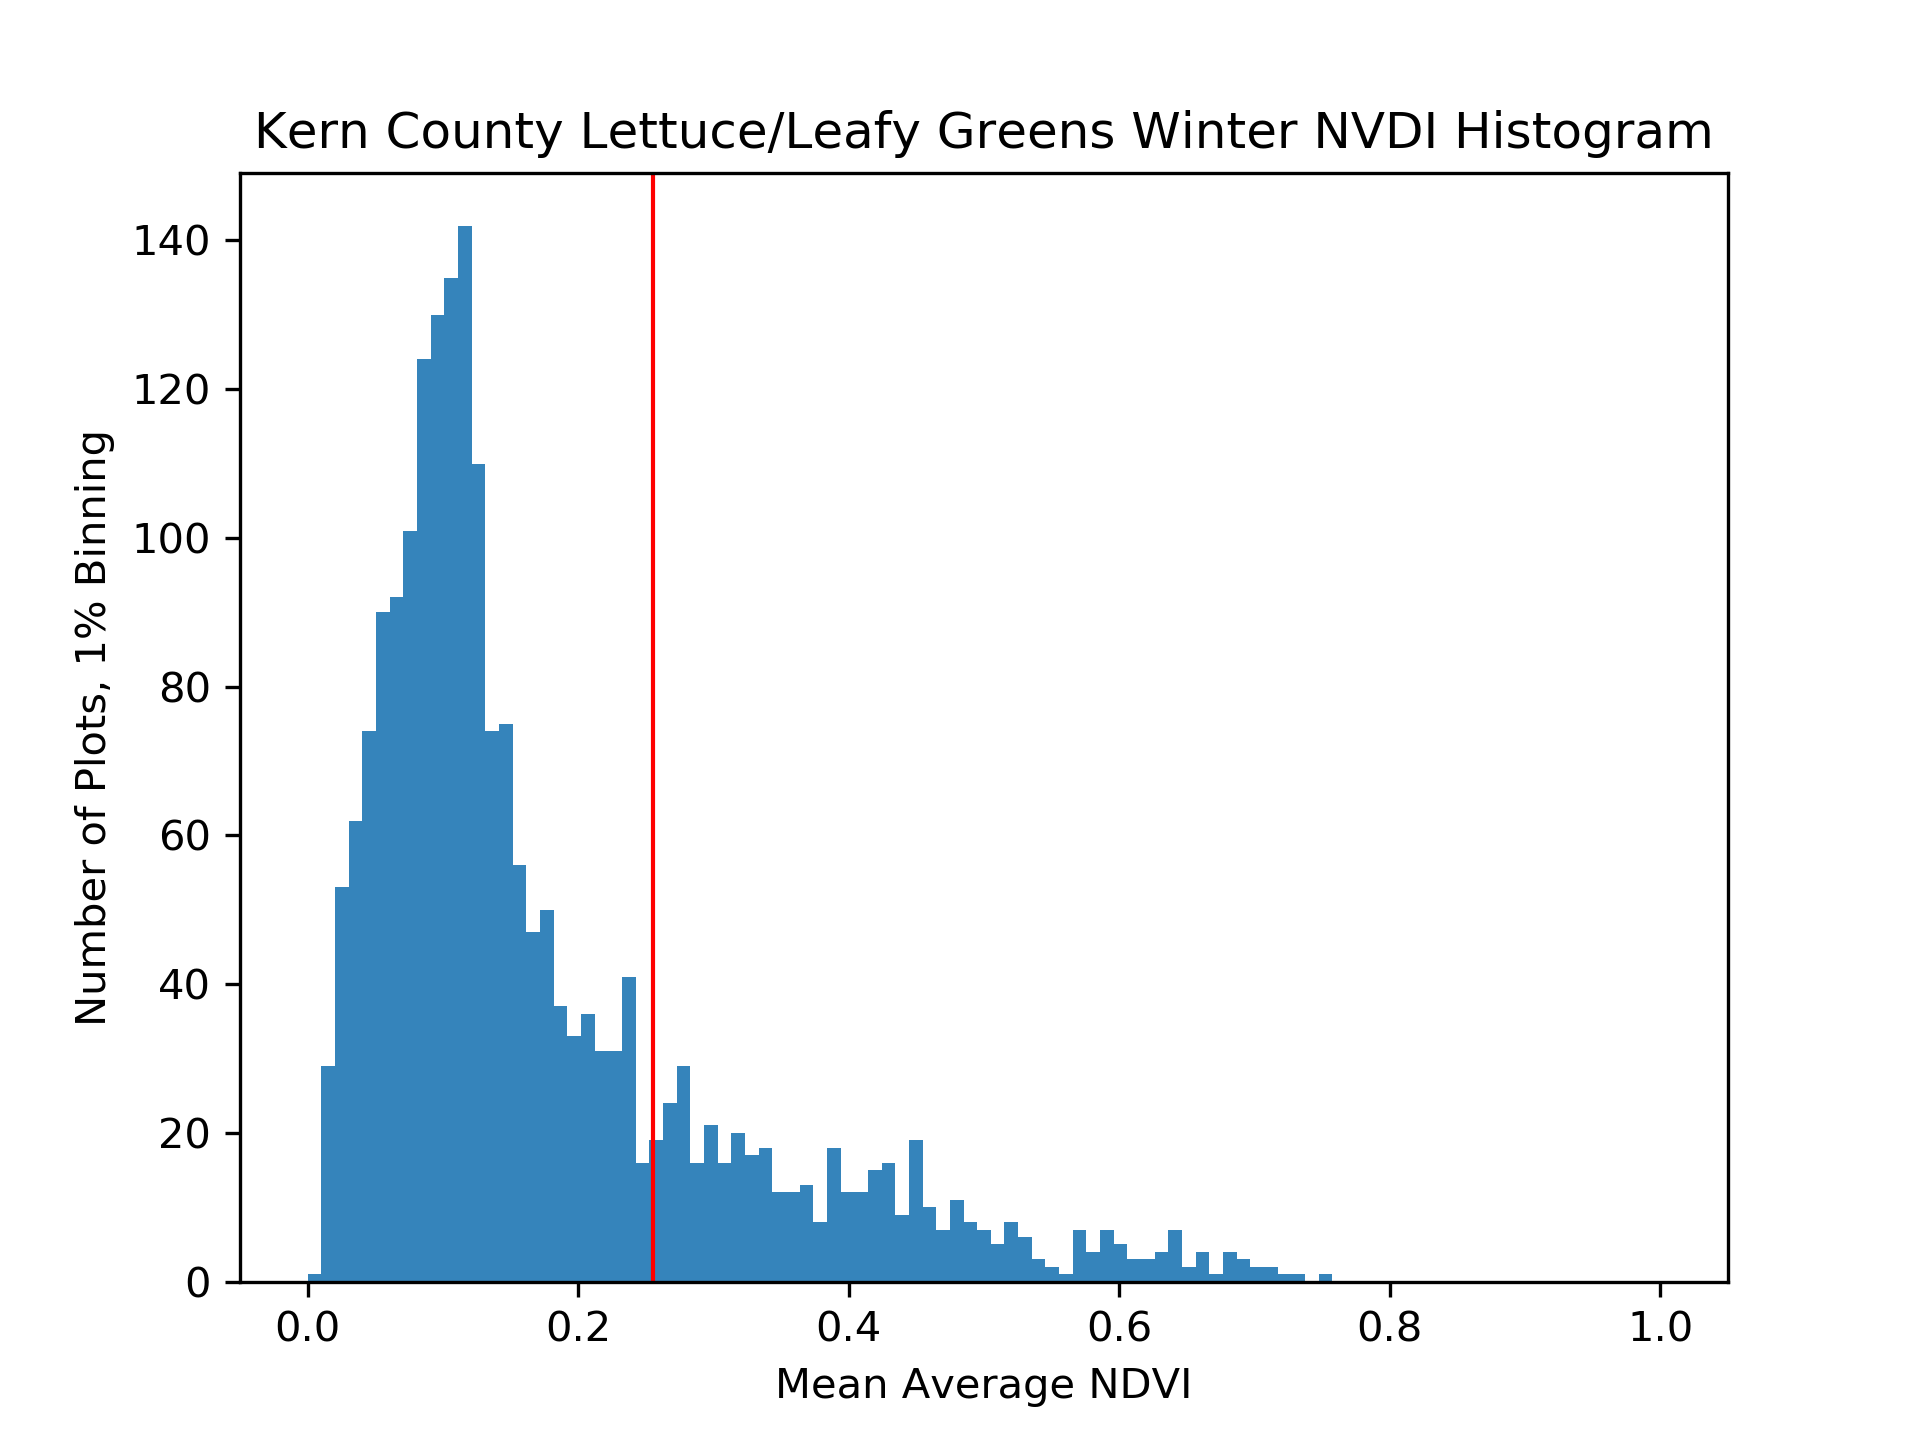 Kern County Lettuce/Leafy Greens Winter NVDI Histogram
Number of Plots, 1% Binning
140
120
100
80
60
40
20
0
0.0 0.2 0.4 0.6 0.8 1.0
Mean Average NDVI